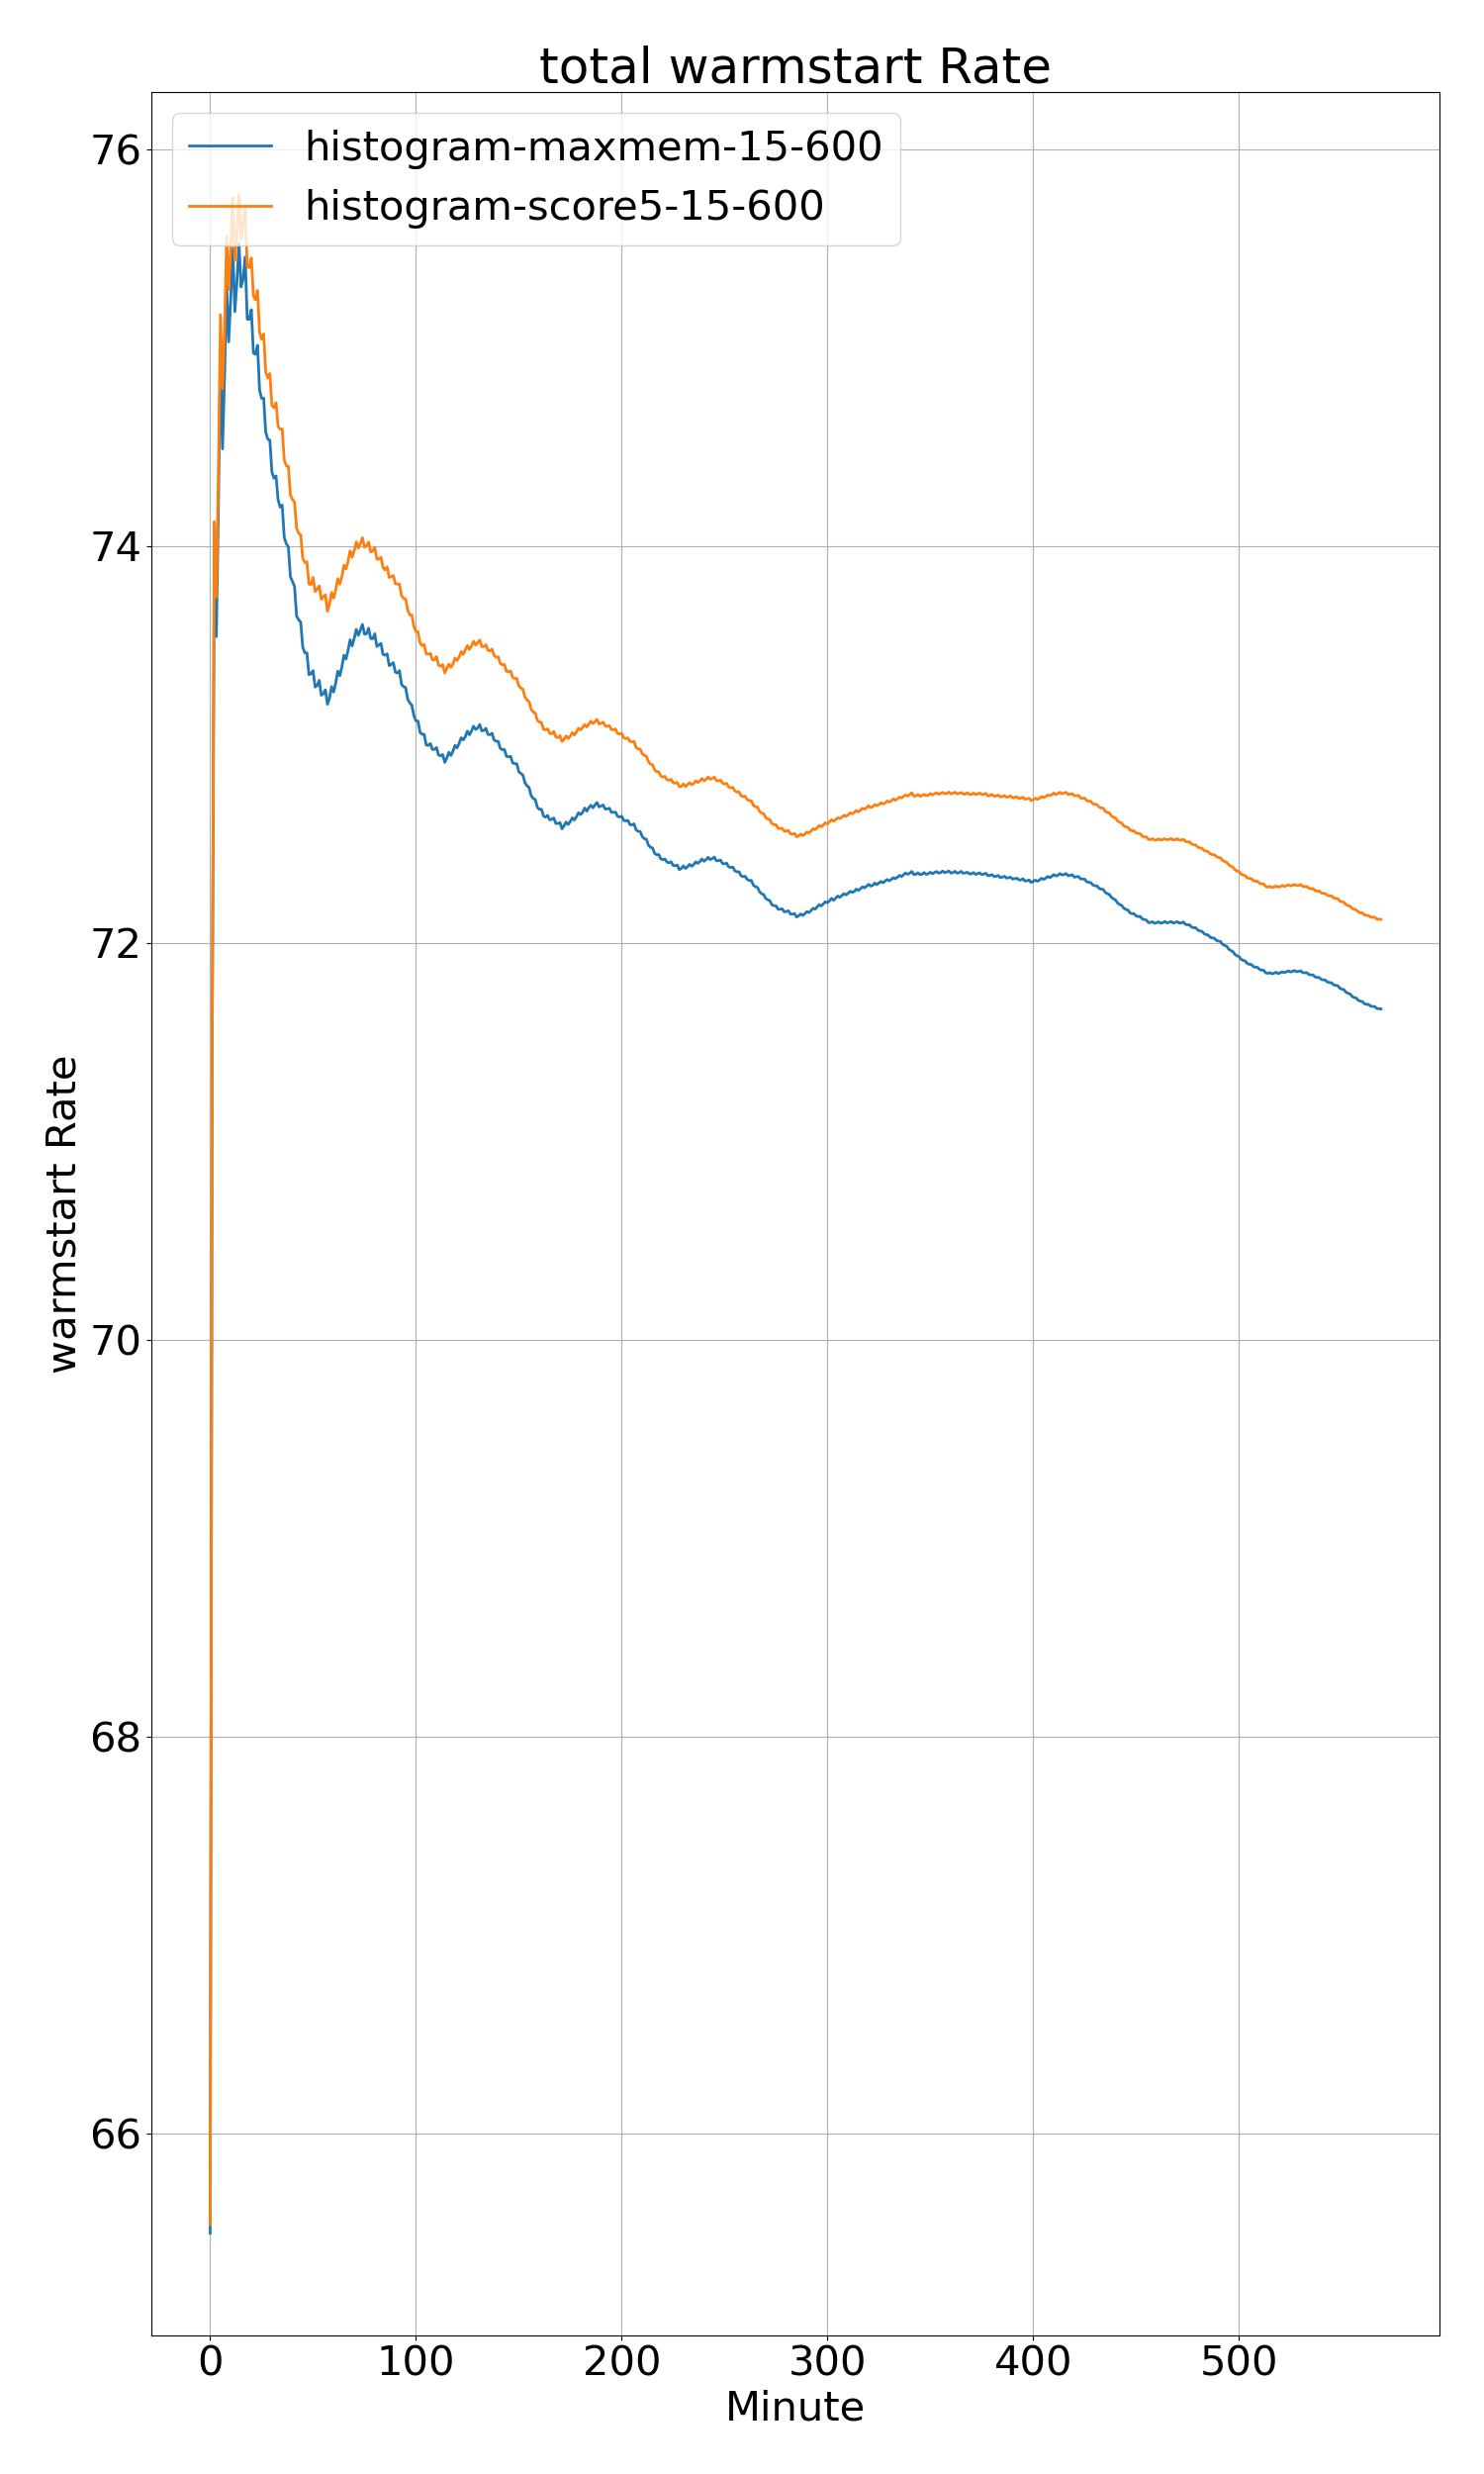 total warmstart Rate
histogram-maxmem-15-600
histogram-score5-15-600
76
74
72
70
68
66
warmstart Rate
0 100 200 300 400 500
Minute